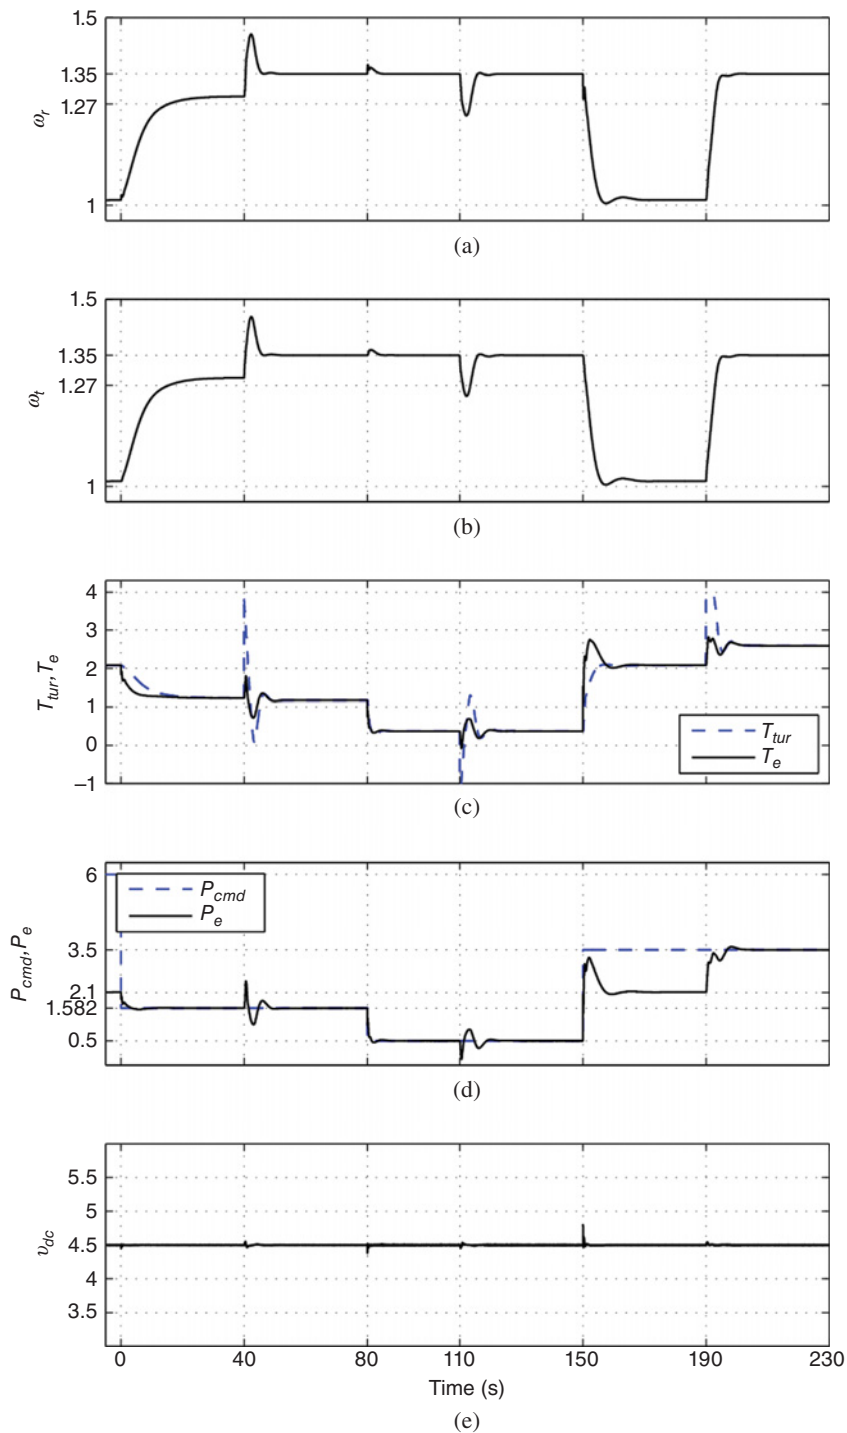 1.5
1.35
1.27
1
ω_r
(a)
1.5
1.35
1.27
1
ω_t
(b)
4
3
2
1
0
−1
T_tur, T_e
T_tur
T_e
(c)
6
3.5
2.1
1.582
0.5
P_cmd, P_e
P_cmd
P_e
(d)
5.5
5
4.5
4
3.5
υ_dc
0 40 80 110 150 190 230
Time (s)
(e)